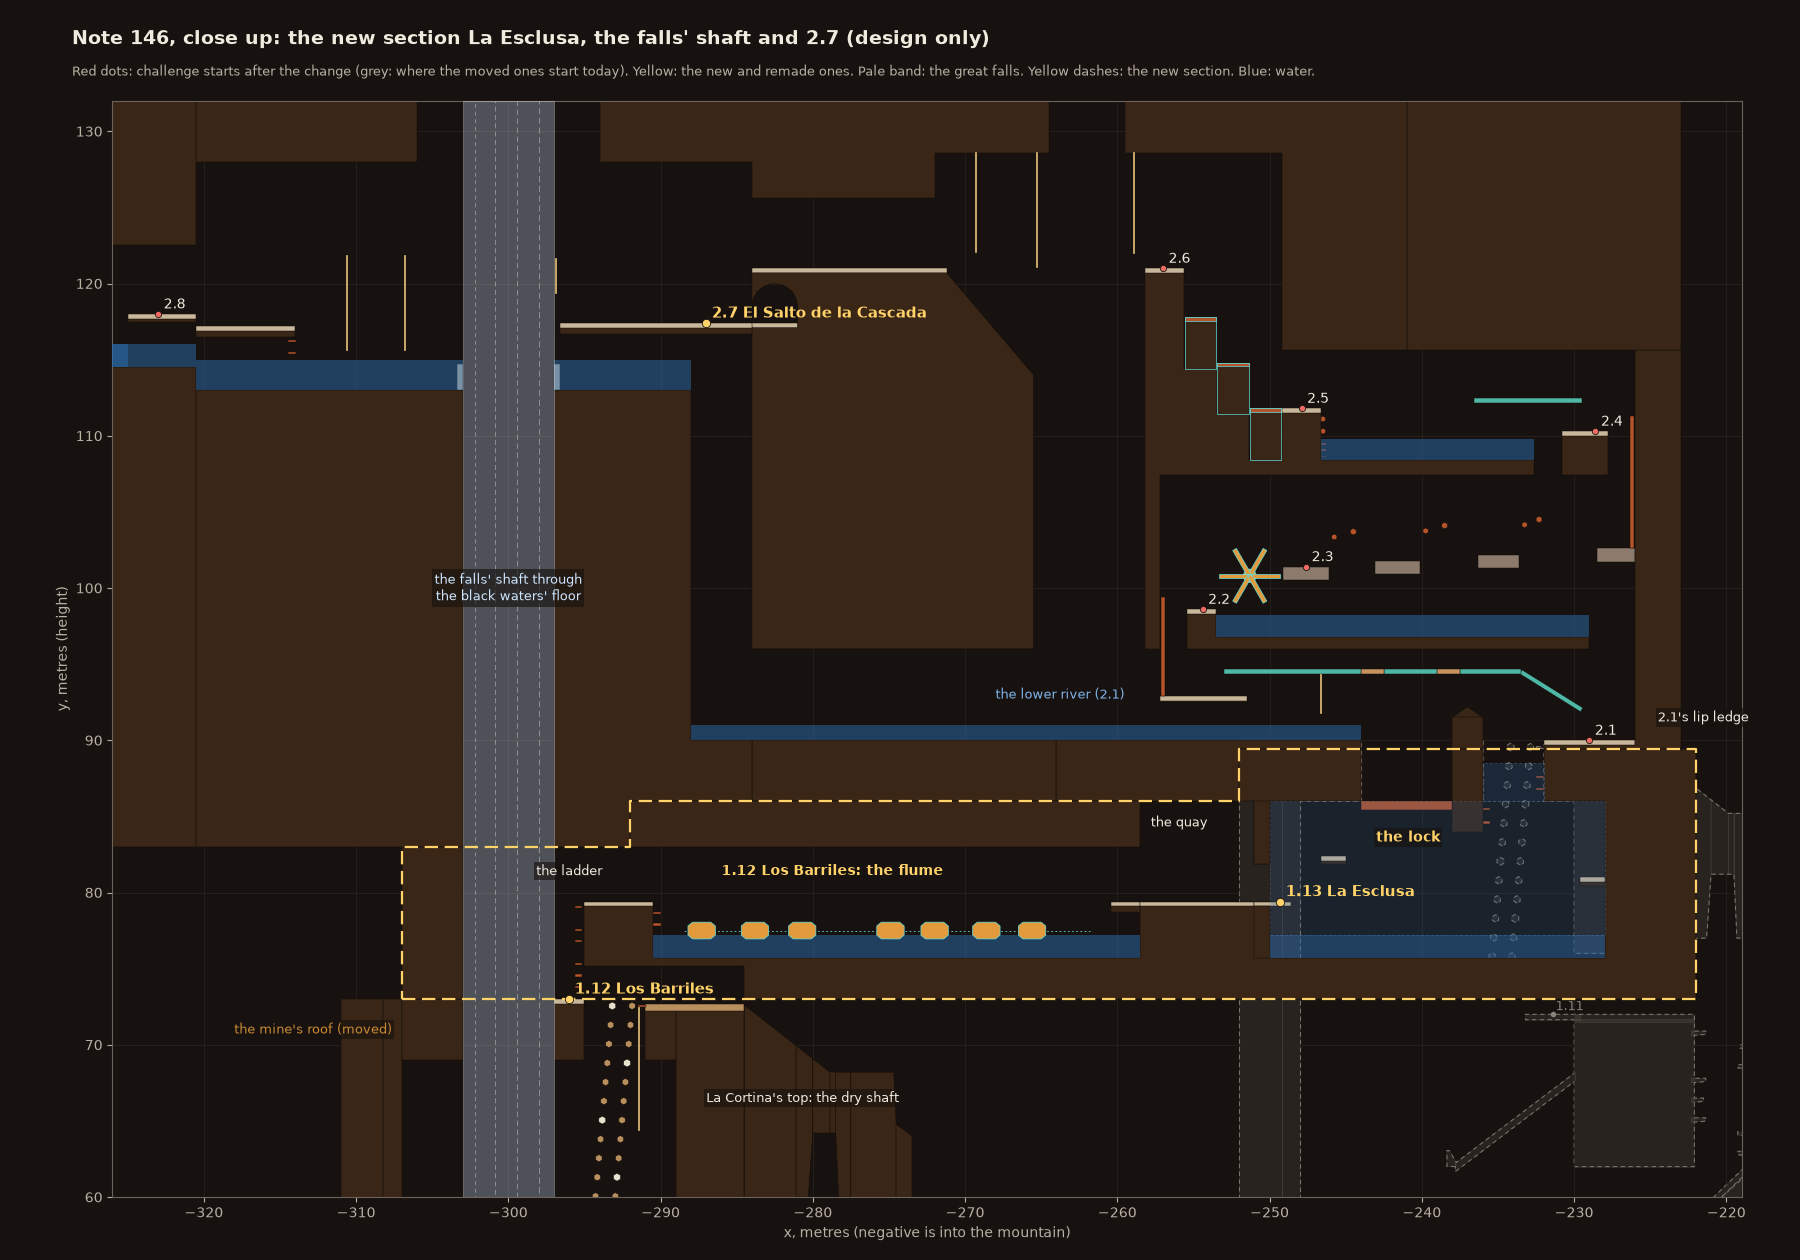 Note 146, close up: the new section La Esclusa, the falls' shaft and 2.7 (design only)
Red dots: challenge starts after the change (grey: where the moved ones start today). Yellow: the new and remade ones. Pale band: the great falls. Yellow dashes: the new section. Blue: water.
130
120
110
100
90
80
70
60
y, metres (height)
2.6
2.8
2.7 El Salto de la Cascada
2.5
2.4
the falls' shaft through
the black waters' floor
2.3
2.2
the lower river (2.1)
2.1's lip ledge
2.1
the quay
the lock
the ladder
1.12 Los Barriles: the flume
1.13 La Esclusa
1.12 Los Barriles
1.11
the mine's roof (moved)
La Cortina's top: the dry shaft
−320
−310
−300
−290
−280
−270
−260
−250
−240
−230
−220
x, metres (negative is into the mountain)